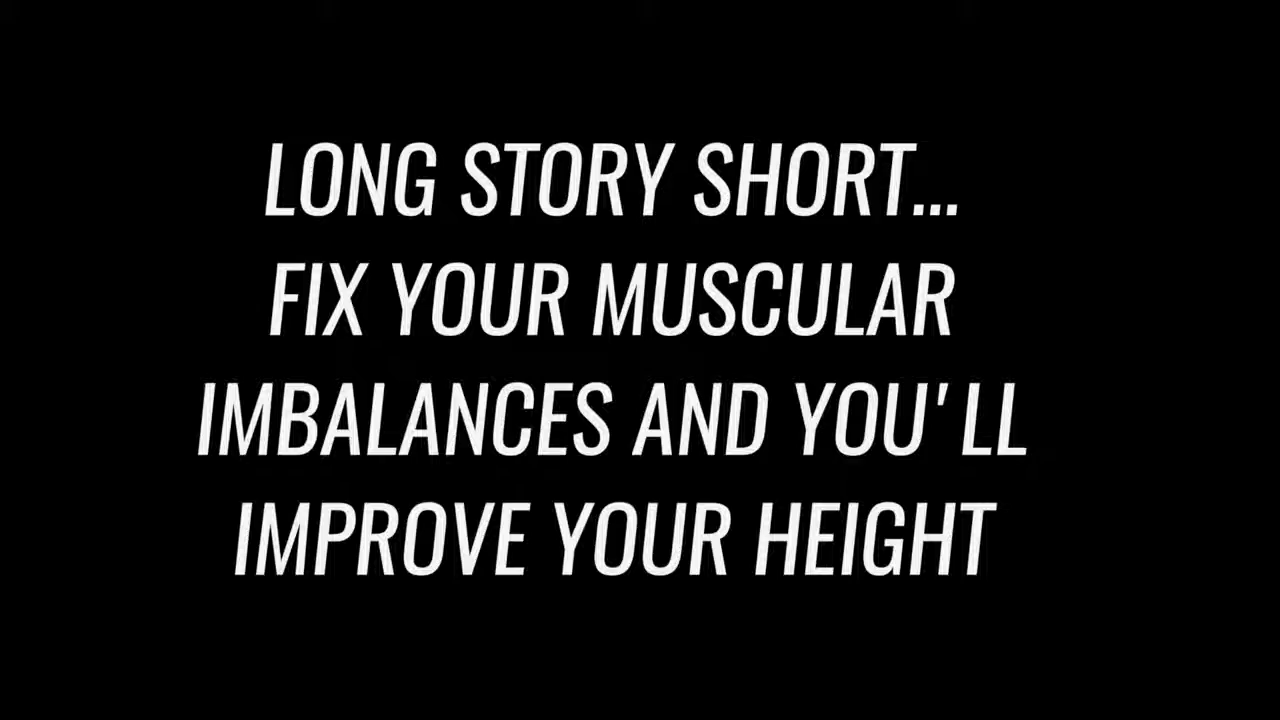 LONG STORY SHORT...
FIX YOUR MUSCULAR
IMBALANCES AND YOU'LL
IMPROVE YOUR HEIGHT